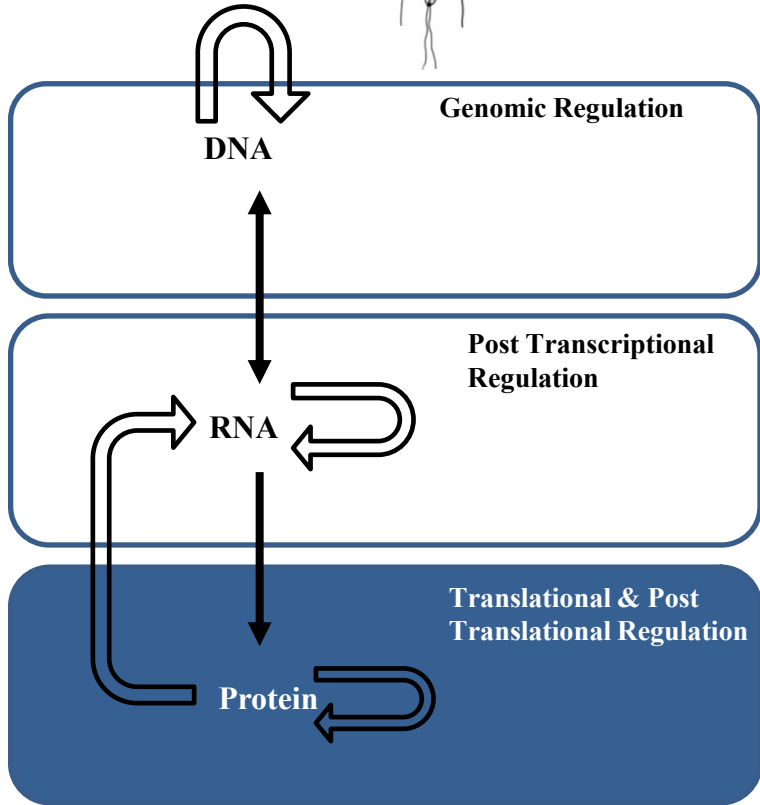 Genomic Regulation
DNA
Post Transcriptional
Regulation
RNA
Translational & Post
Translational Regulation
Protein